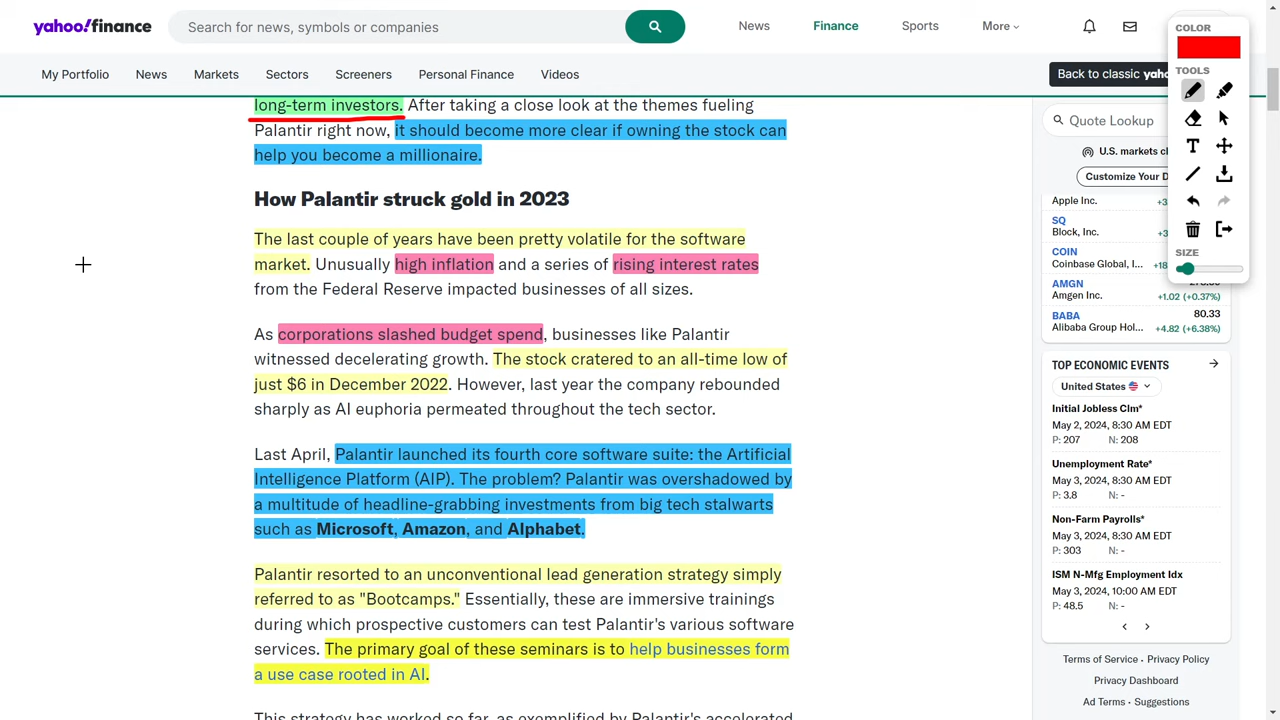 yahoo!finance
Search for news, symbols or companies
News
Finance
Sports
More
COLOR
My Portfolio
News
Markets
Sectors
Screeners
Personal Finance
Videos
Back to classic yaho
TOOLS
long-term investors. After taking a close look at the themes fueling
Palantir right now, it should become more clear if owning the stock can
help you become a millionaire.
How Palantir struck gold in 2023
The last couple of years have been pretty volatile for the software
market. Unusually high inflation and a series of rising interest rates
from the Federal Reserve impacted businesses of all sizes.
As corporations slashed budget spend, businesses like Palantir
witnessed decelerating growth. The stock cratered to an all-time low of
just $6 in December 2022. However, last year the company rebounded
sharply as AI euphoria permeated throughout the tech sector.
Last April, Palantir launched its fourth core software suite: the Artificial
Intelligence Platform (AIP). The problem? Palantir was overshadowed by
a multitude of headline-grabbing investments from big tech stalwarts
such as Microsoft, Amazon, and Alphabet.
Palantir resorted to an unconventional lead generation strategy simply
referred to as "Bootcamps." Essentially, these are immersive trainings
during which prospective customers can test Palantir's various software
services. The primary goal of these seminars is to help businesses form
a use case rooted in AI.
This strategy has worked so far, as exemplified by Palantir's accelerated
Quote Lookup
U.S. markets cl
Customize Your D
T
SIZE
Apple Inc.
+3
SQ
Block, Inc.
+3
COIN
Coinbase Global, I...
+18
AMGN
Amgen Inc.
+1.02 (+0.37%)
BABA
80.33
Alibaba Group Hol...
+4.82 (+6.38%)
TOP ECONOMIC EVENTS
United States
Initial Jobless Clm*
May 2, 2024, 8:30 AM EDT
P: 207 N: 208
Unemployment Rate*
May 3, 2024, 8:30 AM EDT
P: 3.8 N: -
Non-Farm Payrolls*
May 3, 2024, 8:30 AM EDT
P: 303 N: -
ISM N-Mfg Employment Idx
May 3, 2024, 10:00 AM EDT
P: 48.5 N: -
Terms of Service • Privacy Policy
Privacy Dashboard
Ad Terms • Suggestions